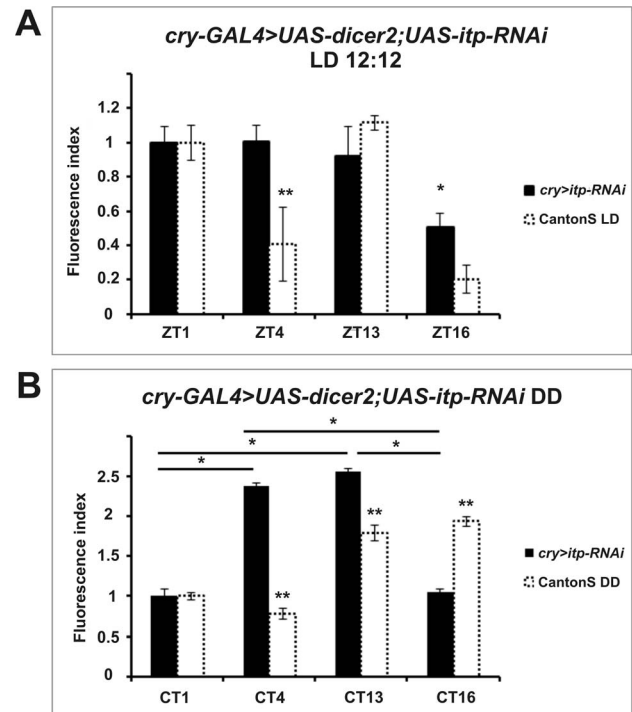 A
cry-GAL4>UAS-dicer2;UAS-itp-RNAi
LD 12:12
Fluorescence index
1.2
1
0.8
0.6
0.4
0.2
0
**
*
ZT1 ZT4 ZT13 ZT16
cry>itp-RNAi
CantonS LD
B
cry-GAL4>UAS-dicer2;UAS-itp-RNAi DD
Fluorescence index
2.5
2
1.5
1
0.5
0
*
*
*
*
**
**
**
CT1 CT4 CT13 CT16
cry>itp-RNAi
CantonS DD